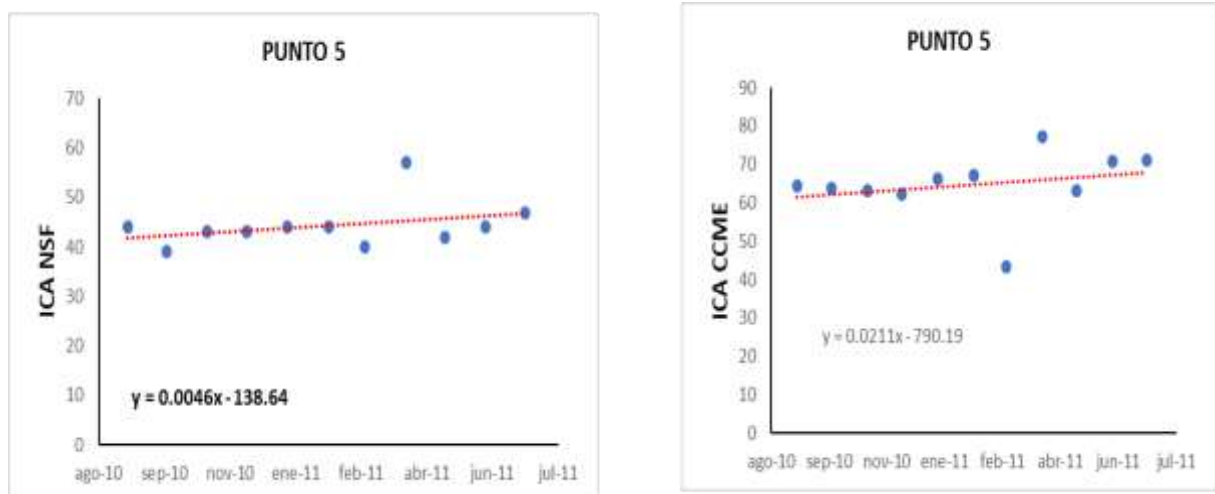 PUNTO 5
70
60
50
40
30
20
10
0
ICA NSF
y = 0.0046x - 138.64
ago-10 sep-10 nov-10 ene-11 feb-11 abr-11 jun-11 jul-11
PUNTO 5
90
80
70
60
50
40
30
20
10
0
ICA CCME
y = 0.0211x - 790.19
ago-10 sep-10 nov-10 ene-11 feb-11 abr-11 jun-11 jul-11